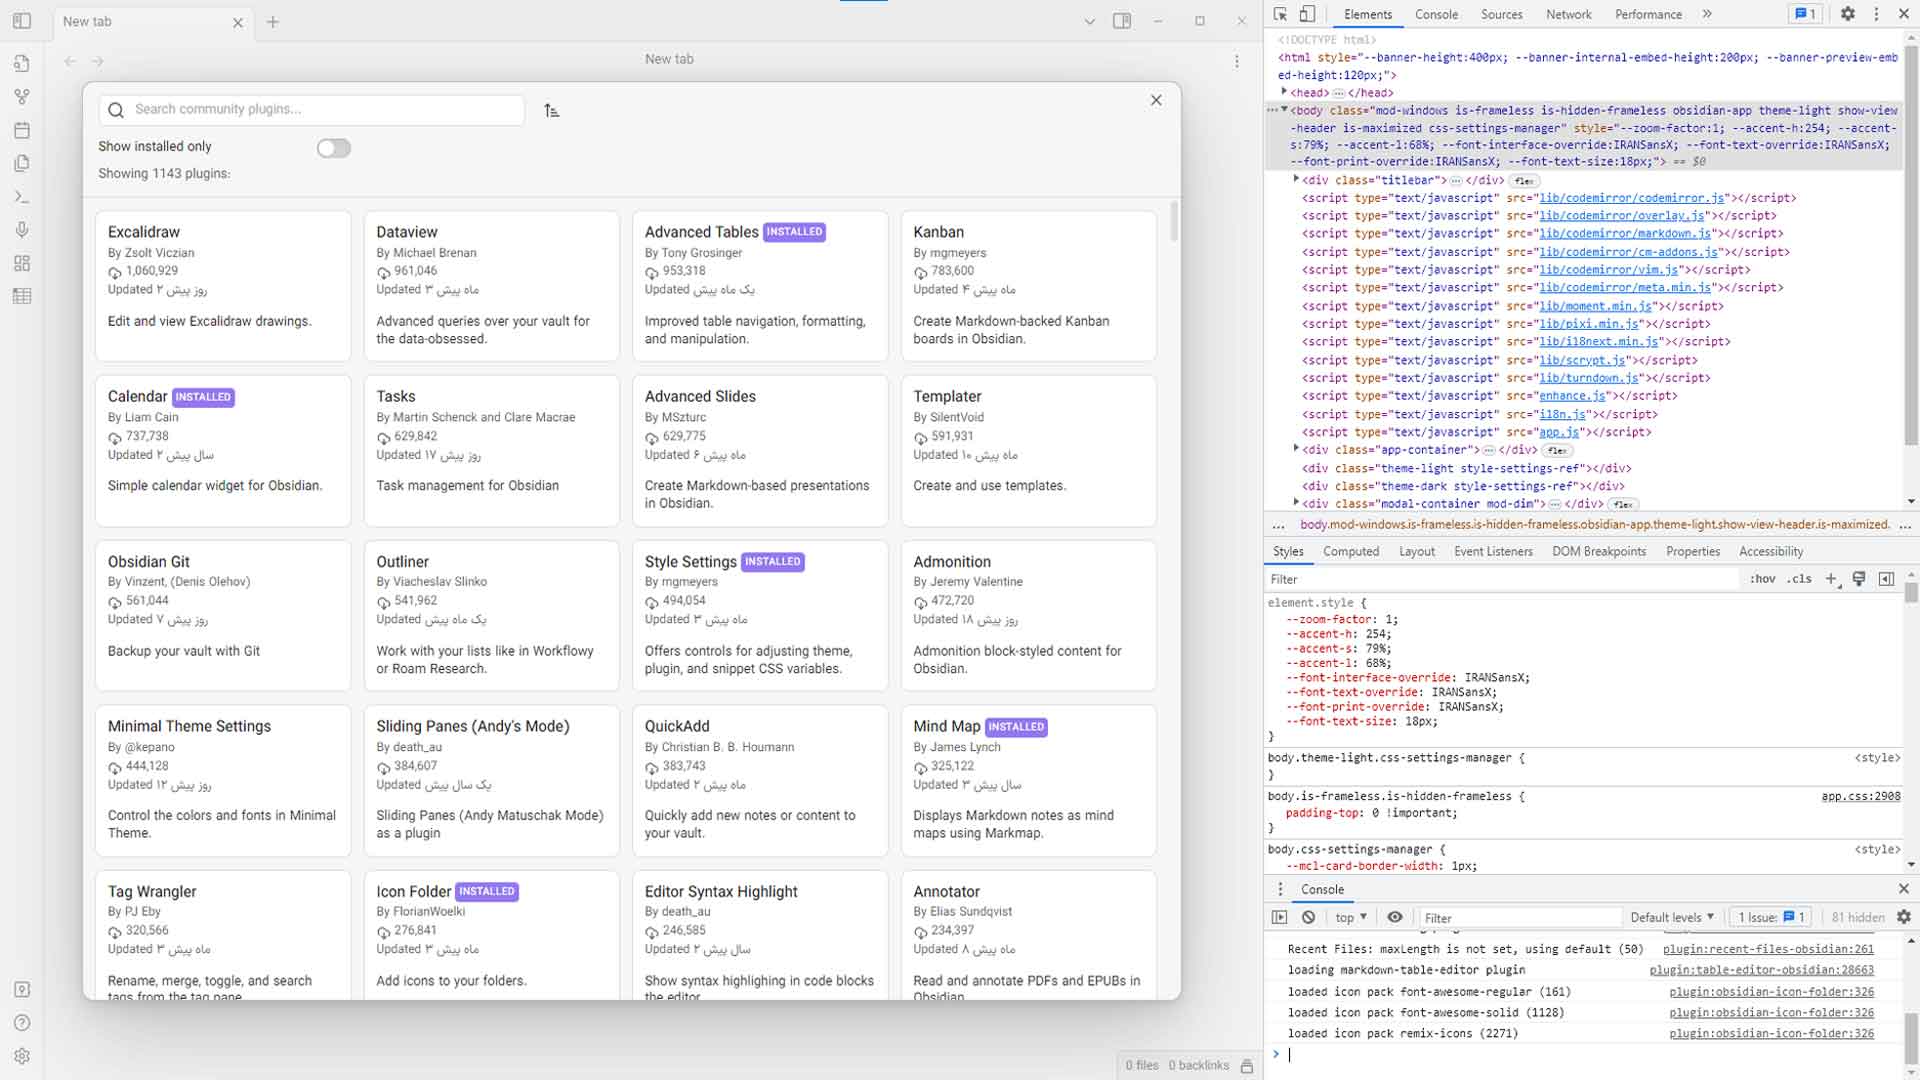 New tab
New tab
Search community plugins...
Show installed only
Showing 1143 plugins:
Excalidraw
By Zsolt Viczian
1,060,929
Updated ۲ روز پیش
Edit and view Excalidraw drawings.
Dataview
By Michael Brenan
961,046
Updated ۳ ماه پیش
Advanced queries over your vault for
the data-obsessed.
Advanced Tables INSTALLED
By Tony Grosinger
953,318
Updated یک ماه پیش
Improved table navigation, formatting,
and manipulation.
Kanban
By mgmeyers
783,600
Updated ۴ ماه پیش
Create Markdown-backed Kanban
boards in Obsidian.
Calendar INSTALLED
By Liam Cain
737,738
Updated ۲ سال پیش
Simple calendar widget for Obsidian.
Tasks
By Martin Schenck and Clare Macrae
629,842
Updated ۱۷ روز پیش
Task management for Obsidian
Advanced Slides
By MSzturc
629,775
Updated ۶ ماه پیش
Create Markdown-based presentations
in Obsidian.
Templater
By SilentVoid
591,931
Updated ۱۰ ماه پیش
Create and use templates.
Obsidian Git
By Vinzent, (Denis Olehov)
561,044
Updated ۷ روز پیش
Backup your vault with Git
Outliner
By Viacheslav Slinko
541,962
Updated یک ماه پیش
Work with your lists like in Workflowy
or Roam Research.
Style Settings INSTALLED
By mgmeyers
494,054
Updated ۳ ماه پیش
Offers controls for adjusting theme,
plugin, and snippet CSS variables.
Admonition
By Jeremy Valentine
472,720
Updated ۱۸ روز پیش
Admonition block-styled content for
Obsidian.
Minimal Theme Settings
By @kepano
444,128
Updated ۱۲ روز پیش
Control the colors and fonts in Minimal
Theme.
Sliding Panes (Andy's Mode)
By death_au
384,607
Updated یک سال پیش
Sliding Panes (Andy Matuschak Mode)
as a plugin
QuickAdd
By Christian B. B. Houmann
383,743
Updated ۲ ماه پیش
Quickly add new notes or content to
your vault.
Mind Map INSTALLED
By James Lynch
325,122
Updated ۳ سال پیش
Displays Markdown notes as mind
maps using Markmap.
Tag Wrangler
By PJ Eby
320,566
Updated ۳ ماه پیش
Rename, merge, toggle, and search
tags from the tag pane
Icon Folder INSTALLED
By FlorianWoelki
276,841
Updated ۳ ماه پیش
Add icons to your folders.
Editor Syntax Highlight
By death_au
246,585
Updated ۲ سال پیش
Show syntax highlighing in code blocks
the editor
Annotator
By Elias Sundqvist
234,397
Updated ۸ ماه پیش
Read and annotate PDFs and EPUBs in
Obsidian
0 files 0 backlinks
Elements Console Sources Network Performance » 1
<!DOCTYPE html>
<html style="--banner-height:400px; --banner-internal-embed-height:200px; --banner-preview-emb
ed-height:120px;">
<head>…</head>
<body class="mod-windows is-frameless is-hidden-frameless obsidian-app theme-light show-view
-header is-maximized css-settings-manager" style="--zoom-factor:1; --accent-h:254; --accent-
s:79%; --accent-l:68%; --font-interface-override:IRANSansX; --font-text-override:IRANSansX;
--font-print-override:IRANSansX; --font-text-size:18px;"> == $0
<div class="titlebar">…</div> flex
<script type="text/javascript" src="lib/codemirror/codemirror.js"></script>
<script type="text/javascript" src="lib/codemirror/overlay.js"></script>
<script type="text/javascript" src="lib/codemirror/markdown.js"></script>
<script type="text/javascript" src="lib/codemirror/cm-addons.js"></script>
<script type="text/javascript" src="lib/codemirror/vim.js"></script>
<script type="text/javascript" src="lib/codemirror/meta.min.js"></script>
<script type="text/javascript" src="lib/moment.min.js"></script>
<script type="text/javascript" src="lib/pixi.min.js"></script>
<script type="text/javascript" src="lib/i18next.min.js"></script>
<script type="text/javascript" src="lib/scrypt.js"></script>
<script type="text/javascript" src="lib/turndown.js"></script>
<script type="text/javascript" src="enhance.js"></script>
<script type="text/javascript" src="i18n.js"></script>
<script type="text/javascript" src="app.js"></script>
<div class="app-container">…</div> flex
<div class="theme-light style-settings-ref"></div>
<div class="theme-dark style-settings-ref"></div>
<div class="modal-container mod-dim">…</div> flex
... body.mod-windows.is-frameless.is-hidden-frameless.obsidian-app.theme-light.show-view-header.is-maximized. ...
Styles Computed Layout Event Listeners DOM Breakpoints Properties Accessibility
Filter :hov .cls +
element.style {
--zoom-factor: 1;
--accent-h: 254;
--accent-s: 79%;
--accent-l: 68%;
--font-interface-override: IRANSansX;
--font-text-override: IRANSansX;
--font-print-override: IRANSansX;
--font-text-size: 18px;
}
body.theme-light.css-settings-manager { <style>
}
body.is-frameless.is-hidden-frameless { app.css:2908
padding-top: 0 !important;
}
body.css-settings-manager { <style>
--mcl-card-border-width: 1px;
Console
top Filter Default levels 1 Issue: 1 81 hidden
Recent Files: maxLength is not set, using default (50) plugin:recent-files-obsidian:261
loading markdown-table-editor plugin plugin:table-editor-obsidian:28663
loaded icon pack font-awesome-regular (161) plugin:obsidian-icon-folder:326
loaded icon pack font-awesome-solid (1128) plugin:obsidian-icon-folder:326
loaded icon pack remix-icons (2271) plugin:obsidian-icon-folder:326
>